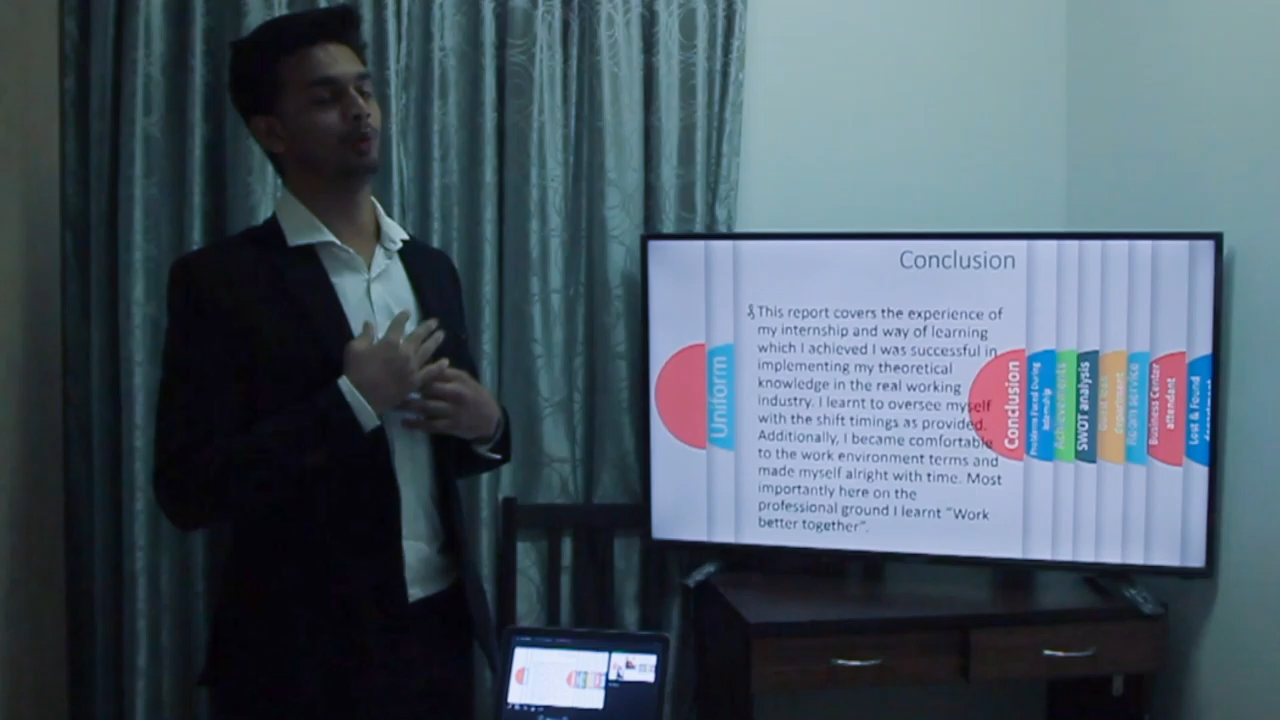 Conclusion
This report covers the experience of
my internship and way of learning
which I achieved I was successful in
implementing my theoretical
knowledge in the real working
industry. I learnt to oversee myself
with the shift timings as provided.
Additionally, I became comfortable
to the work environment terms and
made myself alright with time. Most
importantly here on the
professional ground I learnt “Work
better together”.
Uniform
Conclusion
Problems Faced During
Internship
Achievements
SWOT analysis
Department
Room service
Business Center
attendant
Lost & Found